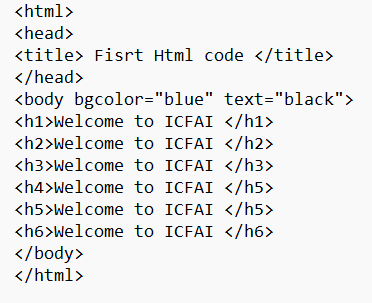 <html>
<head>
<title> Fisrt Html code </title>
</head>
<body bgcolor="blue" text="black">
<h1>Welcome to ICFAI </h1>
<h2>Welcome to ICFAI </h2>
<h3>Welcome to ICFAI </h3>
<h4>Welcome to ICFAI </h5>
<h5>Welcome to ICFAI </h5>
<h6>Welcome to ICFAI </h6>
</body>
</html>